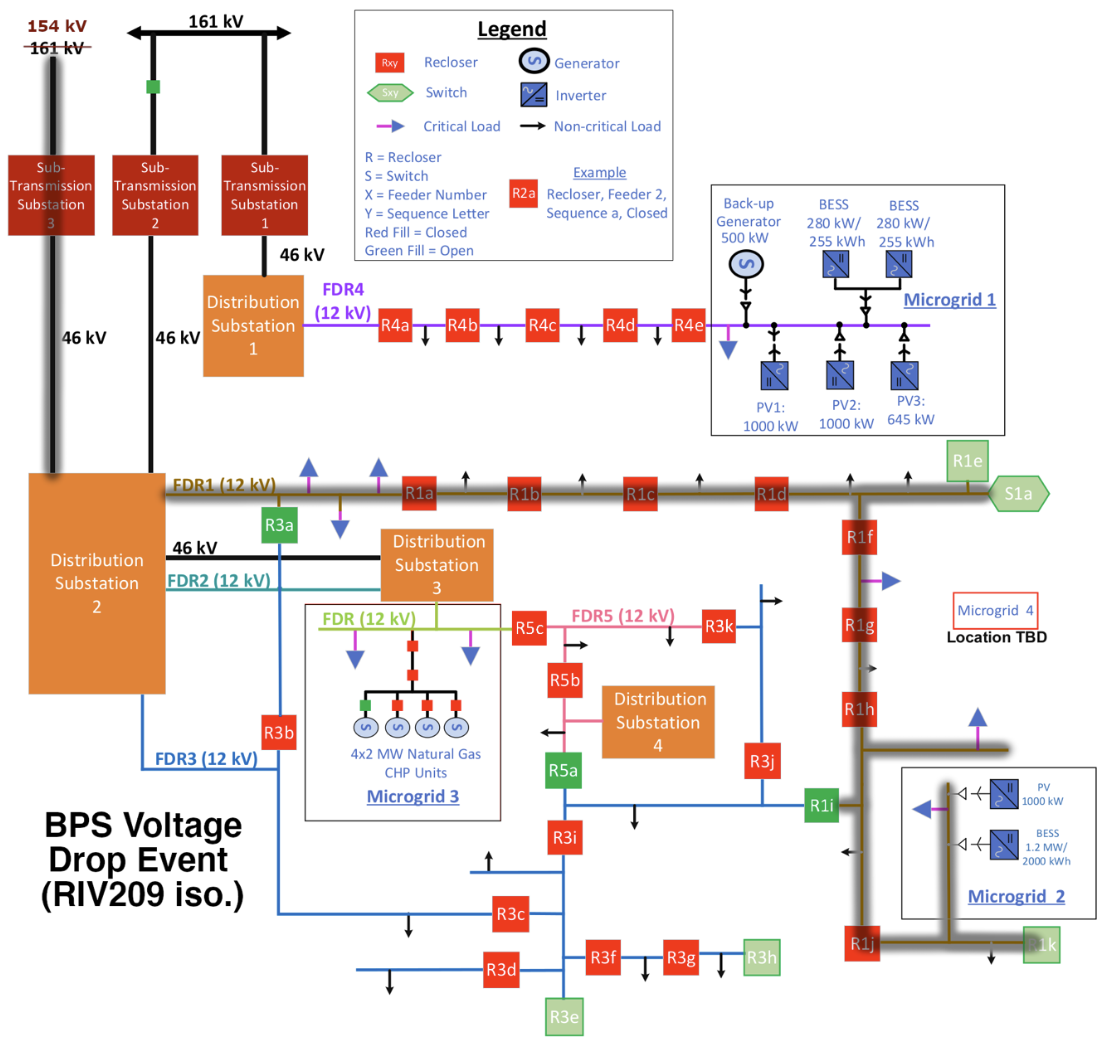 154 kV
161 kV
161 kV
Sub-
Transmission
Substation
3
Sub-
Transmission
Substation
2
Sub-
Transmission
Substation
1
Legend
Rxy
Recloser
S
Generator
Sxy
Switch
Inverter
Critical Load
Non-critical Load
R = Recloser
S = Switch
X = Feeder Number
Y = Sequence Letter
Red Fill = Closed
Green Fill = Open
Example
R2a
Recloser, Feeder 2,
Sequence a, Closed
46 kV
46 kV
46 kV
Distribution
Substation
1
FDR4
(12 kV)
R4a
R4b
R4c
R4d
R4e
Back-up
Generator
500 kW
S
BESS
280 kW/
255 kWh
BESS
280 kW/
255 kWh
Microgrid 1
PV1:
1000 kW
PV2:
1000 kW
PV3:
645 kW
Distribution
Substation
2
FDR1 (12 kV)
R1a
R1b
R1c
R1d
R1e
S1a
R3a
46 kV
FDR2 (12 kV)
Distribution
Substation
3
R1f
FDR (12 kV)
R5c
FDR5 (12 kV)
R3k
R1g
Microgrid 4
Location TBD
R5b
Distribution
Substation
4
R1h
R3b
S
S
S
S
4x2 MW Natural Gas
CHP Units
Microgrid 3
FDR3 (12 kV)
R5a
R3j
R1i
PV
1000 kW
BESS
1.2 MW/
2000 kWh
Microgrid 2
BPS Voltage
Drop Event
(RIV209 iso.)
R3i
R3c
R1j
R1k
R3d
R3f
R3g
R3h
R3e